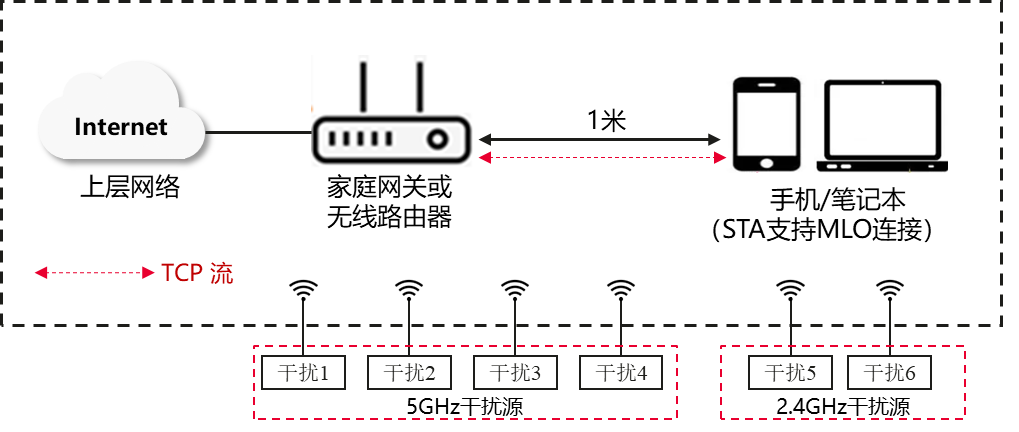 Internet
上层网络
家庭网关或
无线路由器
1米
手机/笔记本
（STA支持MLO连接）
TCP 流
干扰1
干扰2
干扰3
干扰4
干扰5
干扰6
5GHz干扰源
2.4GHz干扰源